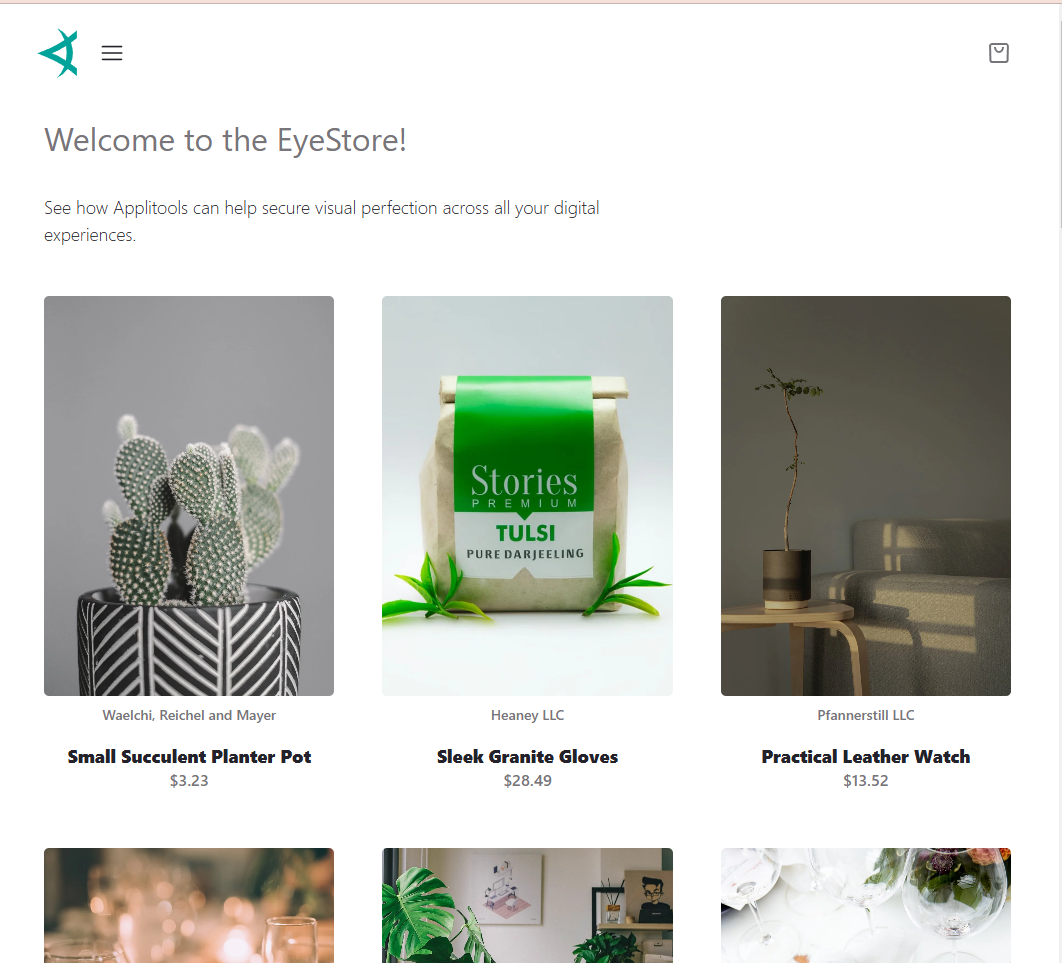 Welcome to the EyeStore!
See how Applitools can help secure visual perfection across all your digital
experiences.
Stories
PREMIUM
TULSI
PURE DARJEELING
Waelchi, Reichel and Mayer
Heaney LLC
Pfannerstill LLC
Small Succulent Planter Pot
Sleek Granite Gloves
Practical Leather Watch
$3.23
$28.49
$13.52